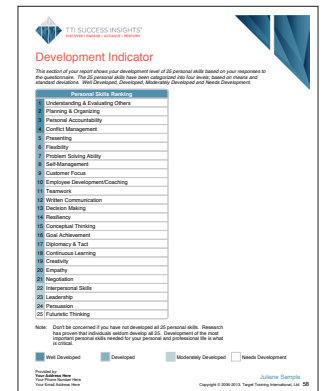 TTI SUCCESS INSIGHTS®
DISCOVER • ENGAGE • ADVANCE • PERFORM
Development Indicator
This section of your report shows your development level of 25 personal skills based on your responses to
the questionnaire. The 25 personal skills have been categorized into four levels; based on means and
standard deviations. Well Developed, Developed, Moderately Developed and Needs Development.
Personal Skills Ranking
1 Understanding & Evaluating Others
2 Planning & Organizing
3 Personal Accountability
4 Conflict Management
5 Presenting
6 Flexibility
7 Problem Solving Ability
8 Self-Management
9 Customer Focus
10 Employee Development/Coaching
11 Teamwork
12 Written Communication
13 Decision Making
14 Resiliency
15 Conceptual Thinking
16 Goal Achievement
17 Diplomacy & Tact
18 Continuous Learning
19 Creativity
20 Empathy
21 Negotiation
22 Interpersonal Skills
23 Leadership
24 Persuasion
25 Futuristic Thinking
Note: Don't be concerned if you have not developed all 25 personal skills. Research
has proven that individuals seldom develop all 25. Development of the most
important personal skills needed for your personal and professional life is what
is critical.
Well Developed Developed Moderately Developed Needs Development
Provided by:
Your Address Here
Your Phone Number Here
Your Email Address Here
Juliane Sample
Copyright © 2006-2013. Target Training International, Ltd. 58